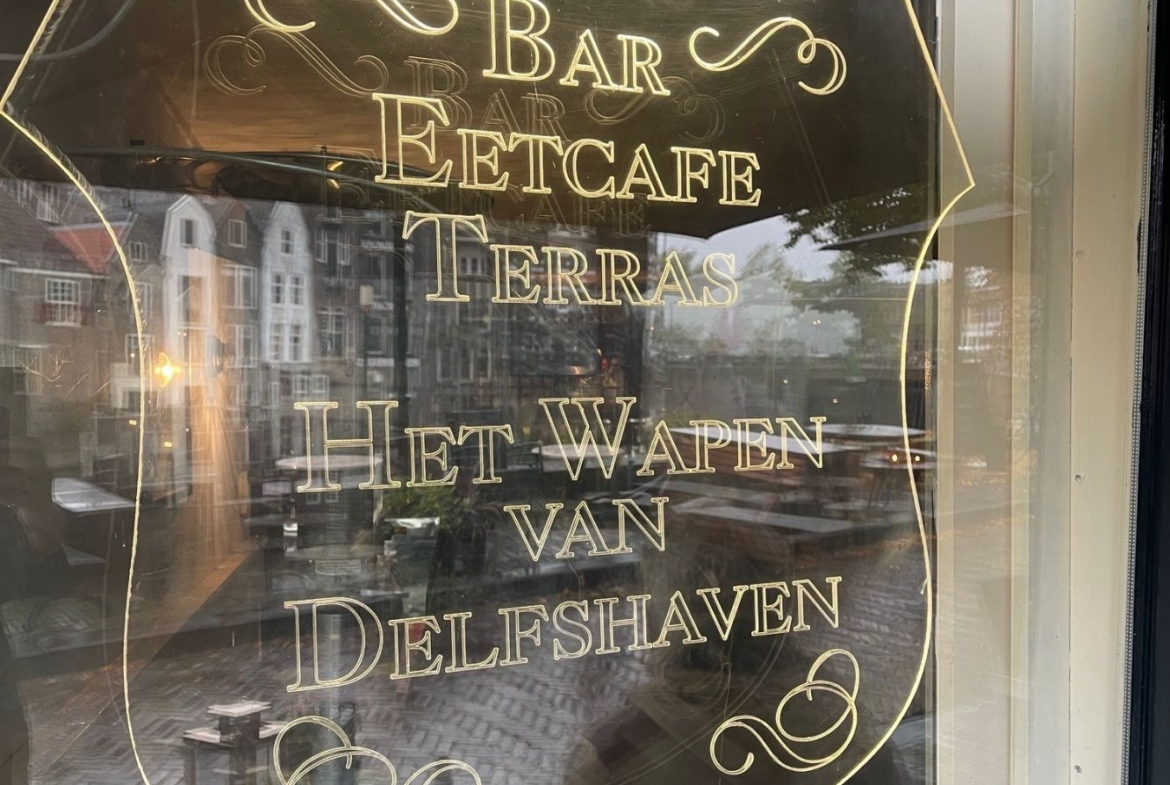 BAR
EETCAFE
TERRAS
HET WAPEN
VAN
DELFSHAVEN